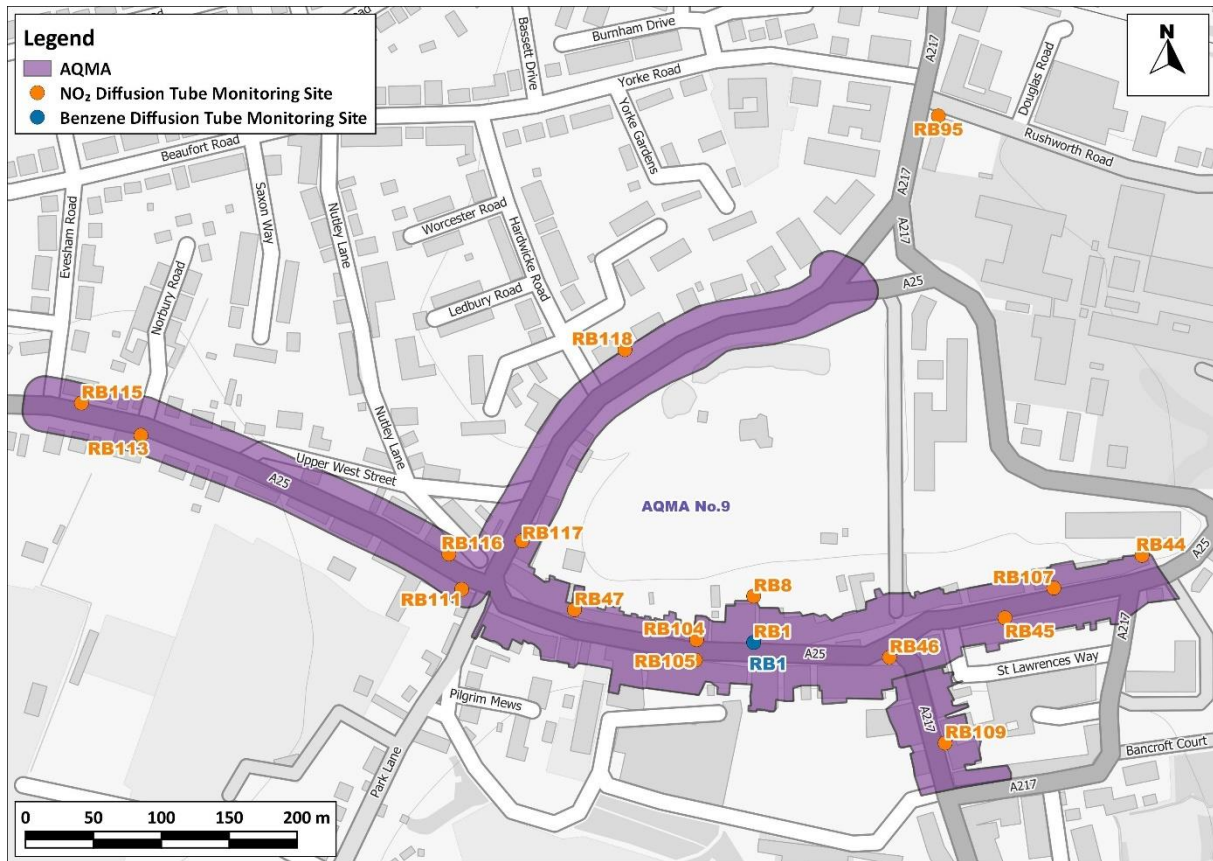 Legend
AQMA
NO₂ Diffusion Tube Monitoring Site
Benzene Diffusion Tube Monitoring Site
N
Burnham Drive
Bassett Drive
Yorke Road
Yorke Gardens
A217
Douglas Road
RB95
Rushworth Road
Beaufort Road
Saxon Way
Nutley Lane
Evesham Road
Norbury Road
Worcester Road
Hardwicke Road
Ledbury Road
A217
A217
A25
RB118
RB115
RB113
Nutley Lane
Upper West Street
A25
AQMA No.9
RB117
RB116
RB111
RB47
RB8
RB107
RB44
A25
RB104
RB1
RB105
RB1
A25
RB46
RB45
St Lawrences Way
A217
Pilgrim Mews
A217
RB109
Bancroft Court
Park Lane
A217
0 50 100 150 200 m